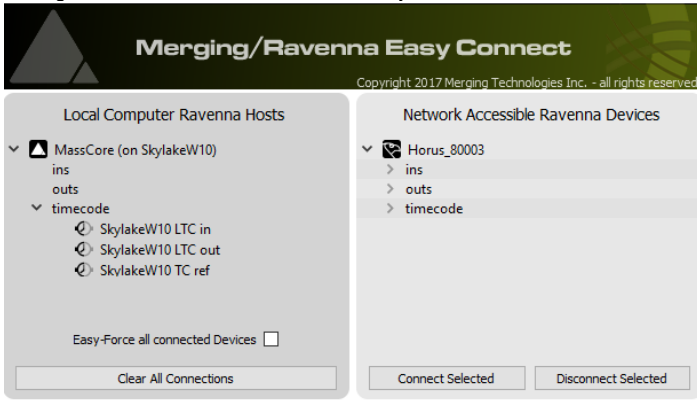 Merging/Ravenna Easy Connect
Copyright 2017 Merging Technologies Inc. - all rights reserved
Local Computer Ravenna Hosts
MassCore (on SkylakeW10)
ins
outs
timecode
SkylakeW10 LTC in
SkylakeW10 LTC out
SkylakeW10 TC ref
Easy-Force all connected Devices
Clear All Connections
Network Accessible Ravenna Devices
Horus_80003
ins
outs
timecode
Connect Selected
Disconnect Selected